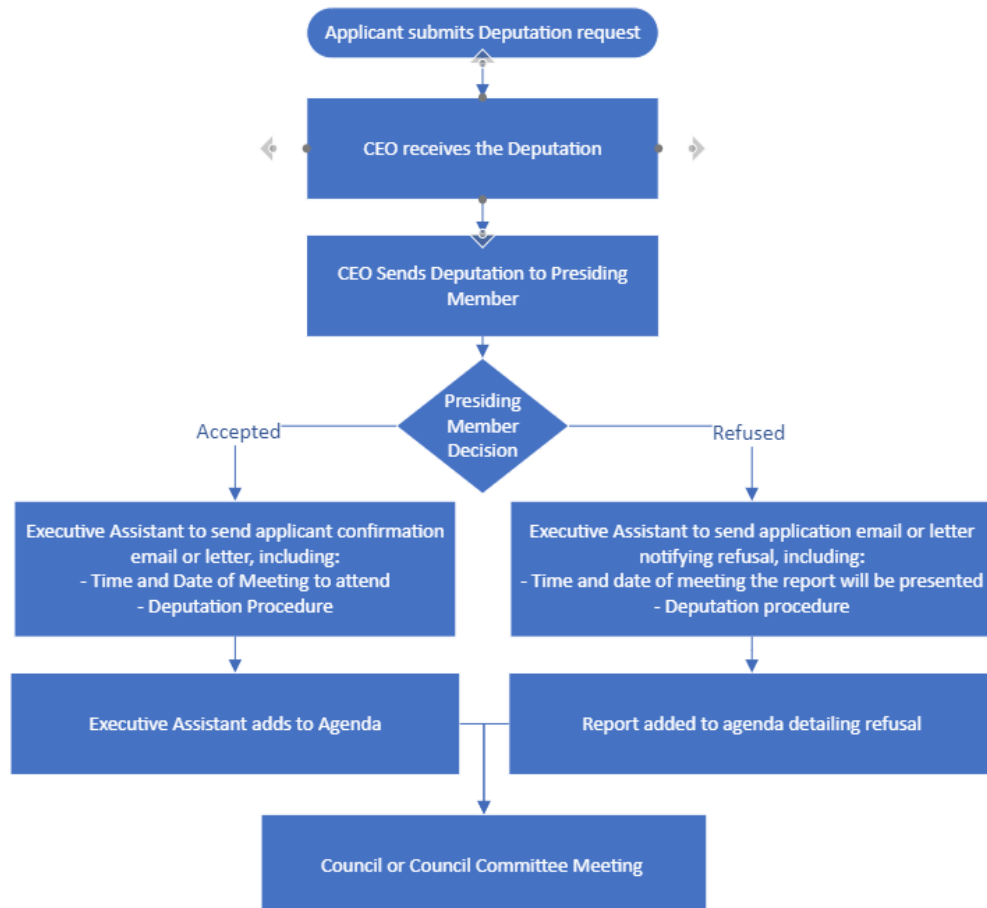 Applicant submits Deputation request
CEO receives the Deputation
CEO Sends Deputation to Presiding
Member
Presiding
Member
Decision
Accepted
Refused
Executive Assistant to send applicant confirmation
email or letter, including:
- Time and Date of Meeting to attend
- Deputation Procedure
Executive Assistant to send application email or letter
notifying refusal, including:
- Time and date of meeting the report will be presented
- Deputation procedure
Executive Assistant adds to Agenda
Report added to agenda detailing refusal
Council or Council Committee Meeting